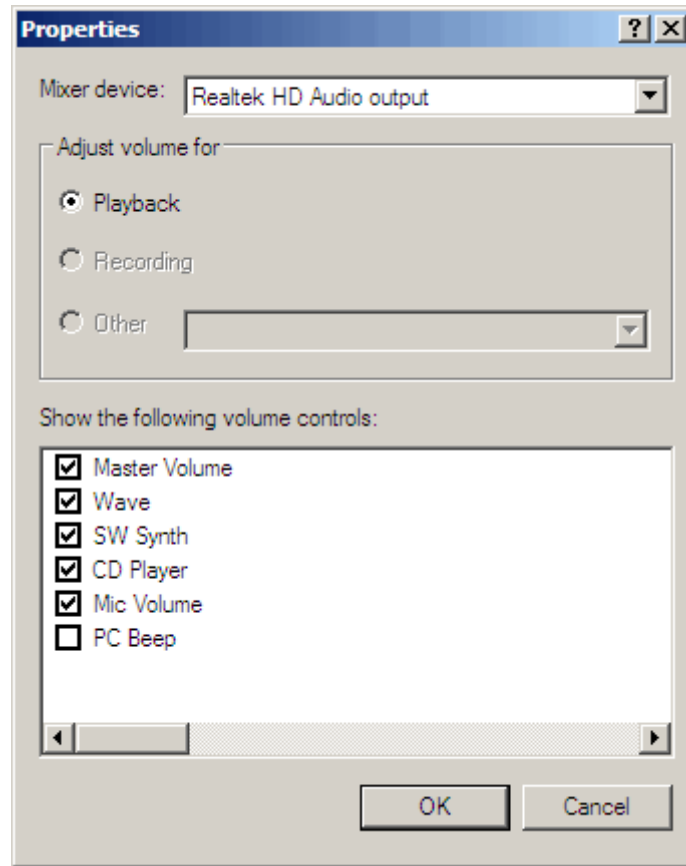 Properties
Mixer device: Realtek HD Audio output
Adjust volume for
Playback
Recording
Other
Show the following volume controls:
Master Volume
Wave
SW Synth
CD Player
Mic Volume
PC Beep
OK Cancel